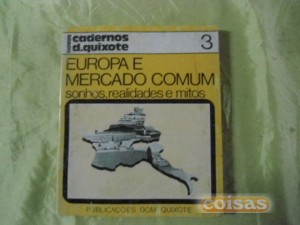 cadernos
d.quixote
3
EUROPA E
MERCADO COMUM
sonhos, realidades e mitos
PUBLICAÇÕES DOM QUIXOTE
coisas